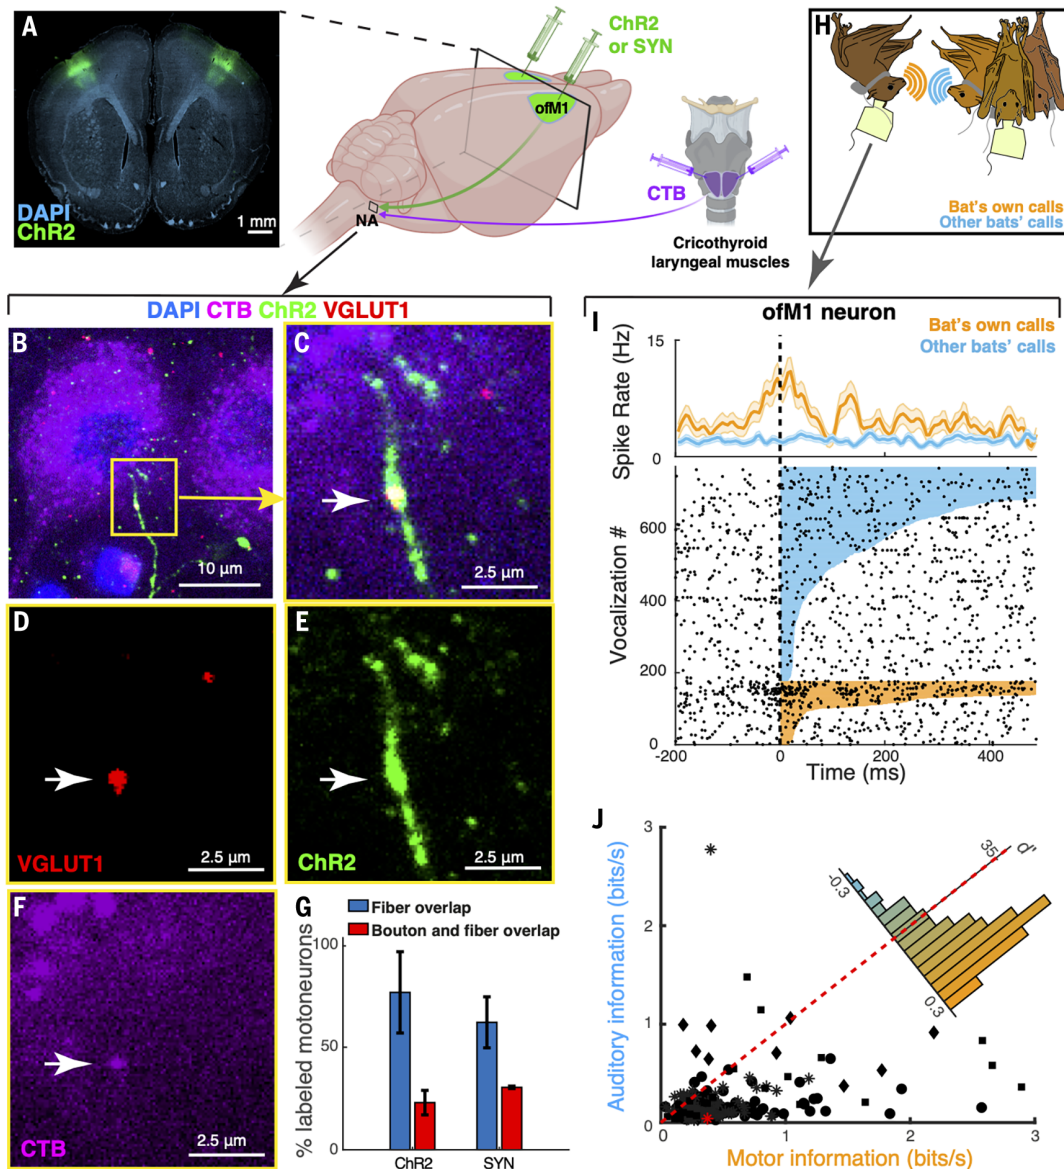 A
DAPI
ChR2
1 mm
ChR2
or SYN
ofM1
NA
CTB
Cricothyroid
laryngeal muscles
H
Bat's own calls
Other bats' calls
DAPI CTB ChR2 VGLUT1
B
10 µm
C
2.5 µm
D
VGLUT1
2.5 µm
E
ChR2
2.5 µm
F
CTB
2.5 µm
G
Fiber overlap
Bouton and fiber overlap
% labeled motoneurons
100
50
0
ChR2
SYN
I
ofM1 neuron
Bat's own calls
Other bats' calls
Spike Rate (Hz)
15
0
Vocalization #
600
400
200
0
-200
0
200
400
Time (ms)
J
Auditory information (bits/s)
3
2
1
0
0
1
2
3
Motor information (bits/s)
-0.3
0.3
35
d'